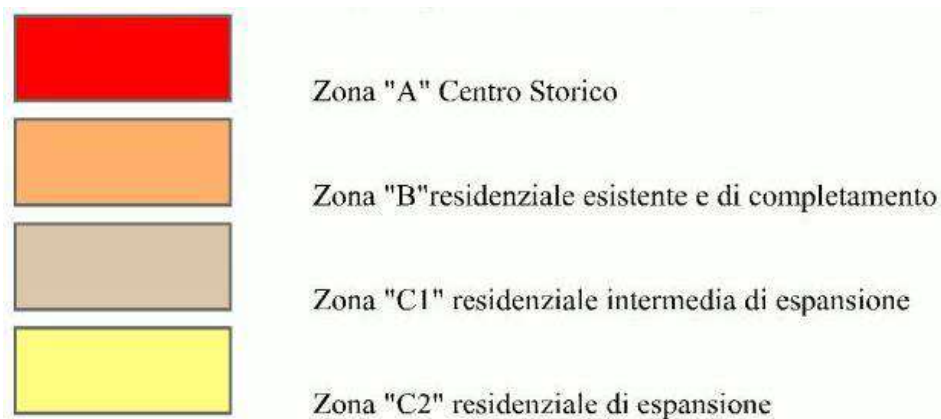 Zona "A" Centro Storico
Zona "B"residenziale esistente e di completamento
Zona "C1" residenziale intermedia di espansione
Zona "C2" residenziale di espansione